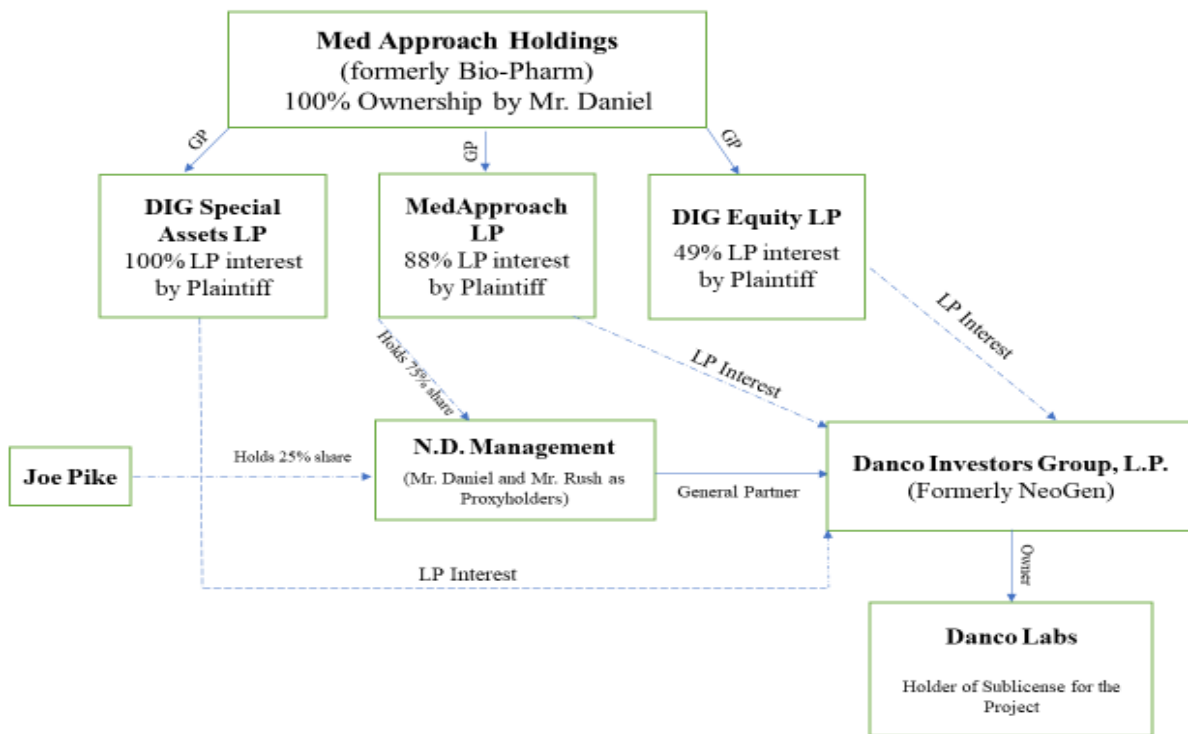 Med Approach Holdings
(formerly Bio-Pharm)
100% Ownership by Mr. Daniel
GP
GP
GP
DIG Special
Assets LP
100% LP interest
by Plaintiff
MedApproach
LP
88% LP interest
by Plaintiff
DIG Equity LP
49% LP interest
by Plaintiff
Holds 75% share
LP Interest
LP Interest
Joe Pike
Holds 25% share
N.D. Management
(Mr. Daniel and Mr. Rush as
Proxyholders)
General Partner
Danco Investors Group, L.P.
(Formerly NeoGen)
LP Interest
Owner
Danco Labs
Holder of Sublicense for the
Project